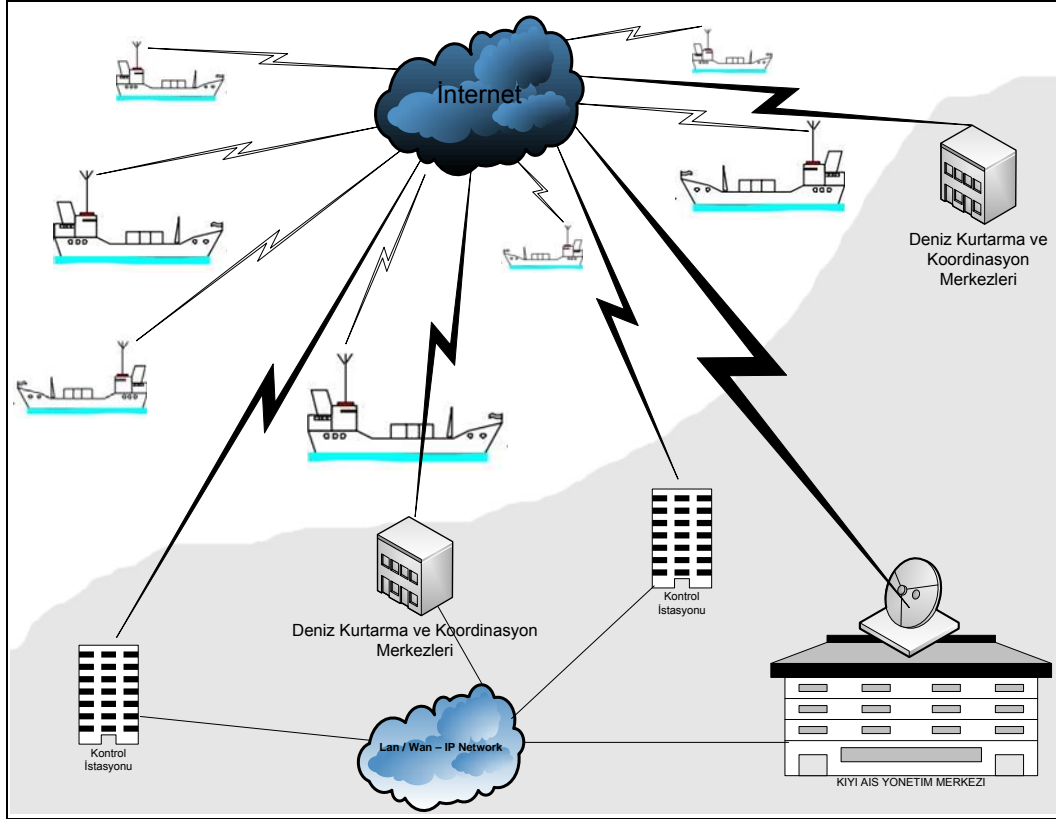 İnternet
Deniz Kurtarma ve
Koordinasyon
Merkezleri
Kontrol
İstasyonu
Deniz Kurtarma ve Koordinasyon
Merkezleri
Lan / Wan – IP Network
Kontrol
İstasyonu
KIYI AIS YONETIM MERKEZI